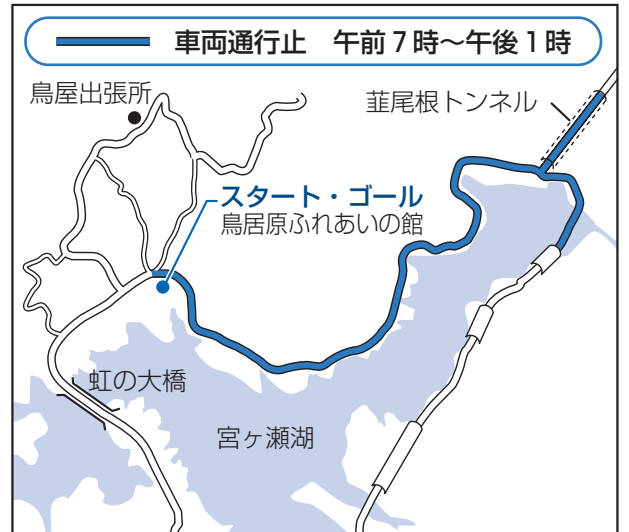 車両通行止　午前7時～午後1時
鳥屋出張所
韮尾根トンネル
スタート・ゴール
鳥居原ふれあいの館
虹の大橋
宮ヶ瀬湖